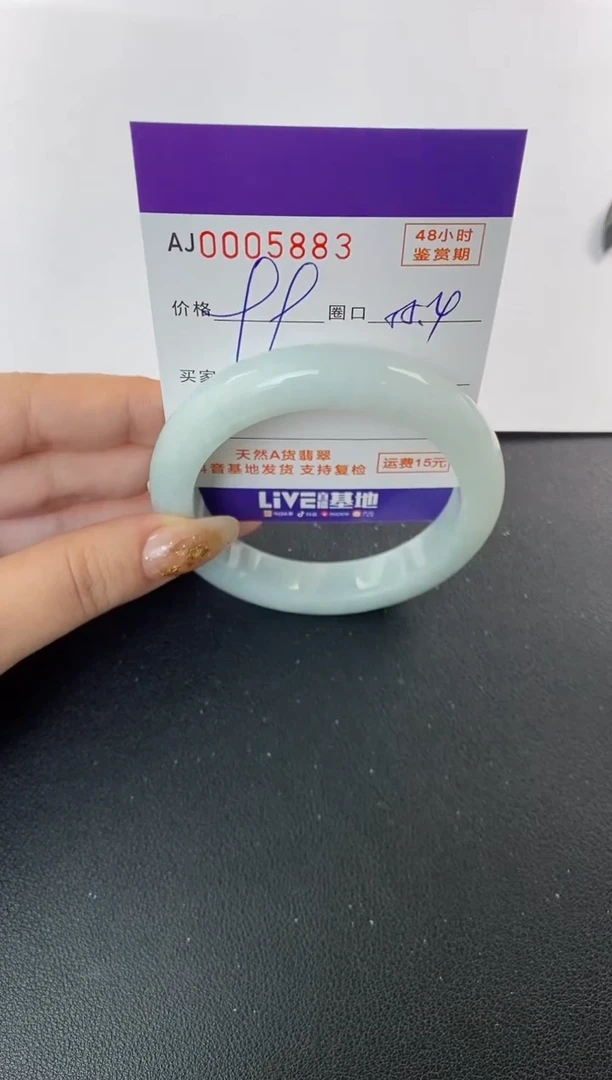 AJ0005883
48小时
鉴赏期
价格 圈口
买家
天然A货翡翠
音基地发货 支持复检
运费15元
LiVE 基地